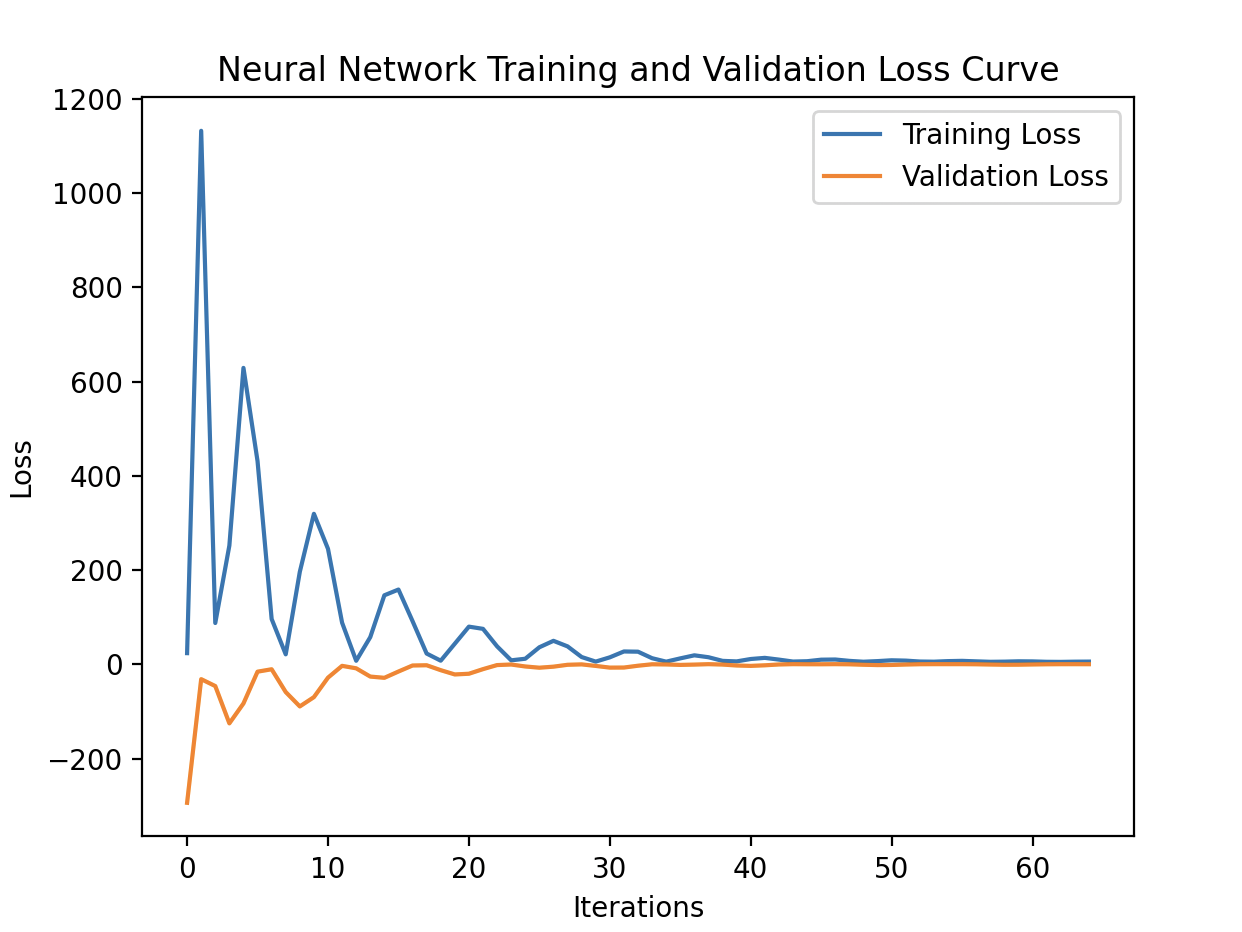 Neural Network Training and Validation Loss Curve
1200
1000
800
600
400
200
0
−200
Loss
Training Loss
Validation Loss
0 10 20 30 40 50 60
Iterations